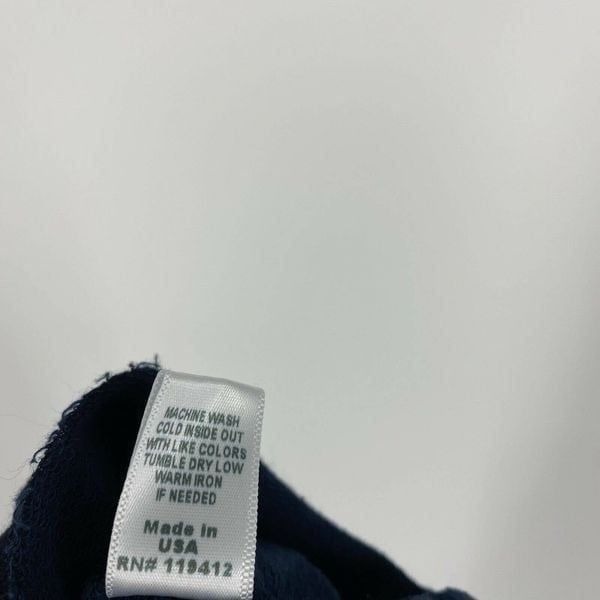 MACHINE WASH
COLD INSIDE OUT
WITH LIKE COLORS
TUMBLE DRY LOW
WARM IRON
IF NEEDED
Made in
USA
RN# 119412